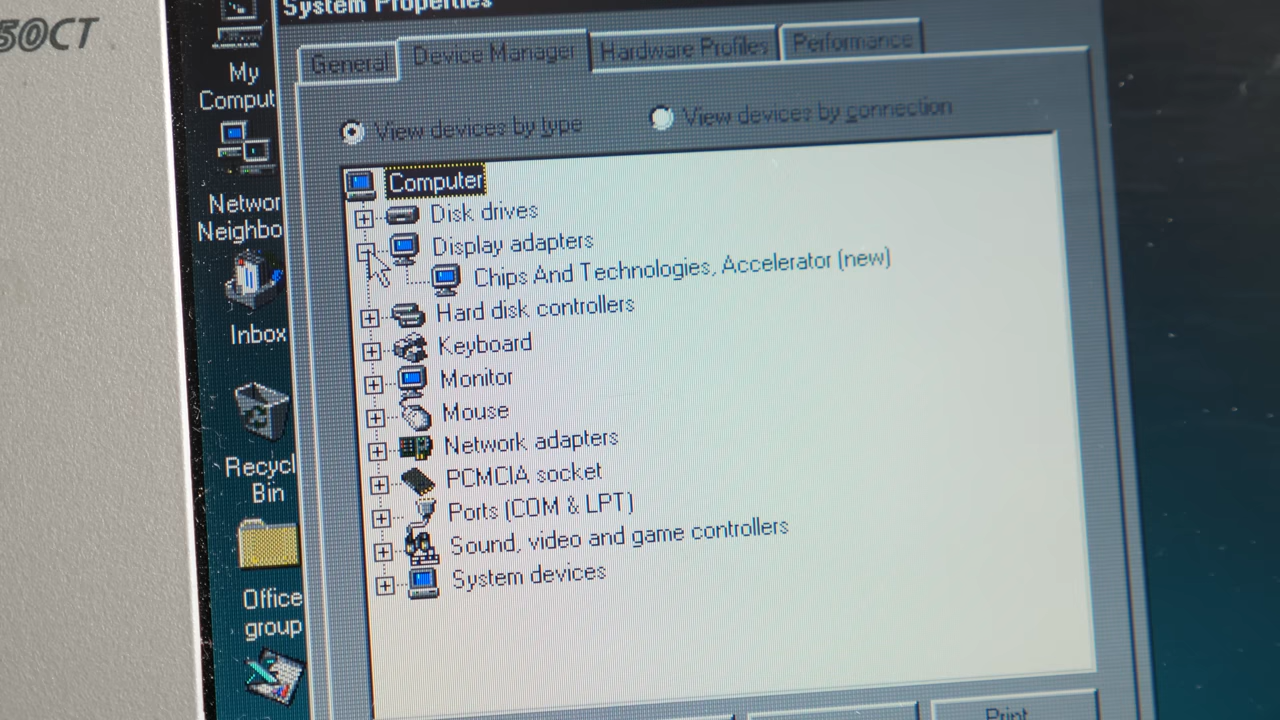 50CT
System Properties
My
Comput
Networ
Neighbo
Inbox
Recycl
Bin
Office
group
General
Device Manager
Hardware Profiles
Performance
View devices by type
View devices by connection
Computer
Disk drives
Display adapters
Chips And Technologies, Accelerator (new)
Hard disk controllers
Keyboard
Monitor
Mouse
Network adapters
PCMCIA socket
Ports (COM & LPT)
Sound, video and game controllers
System devices
Print